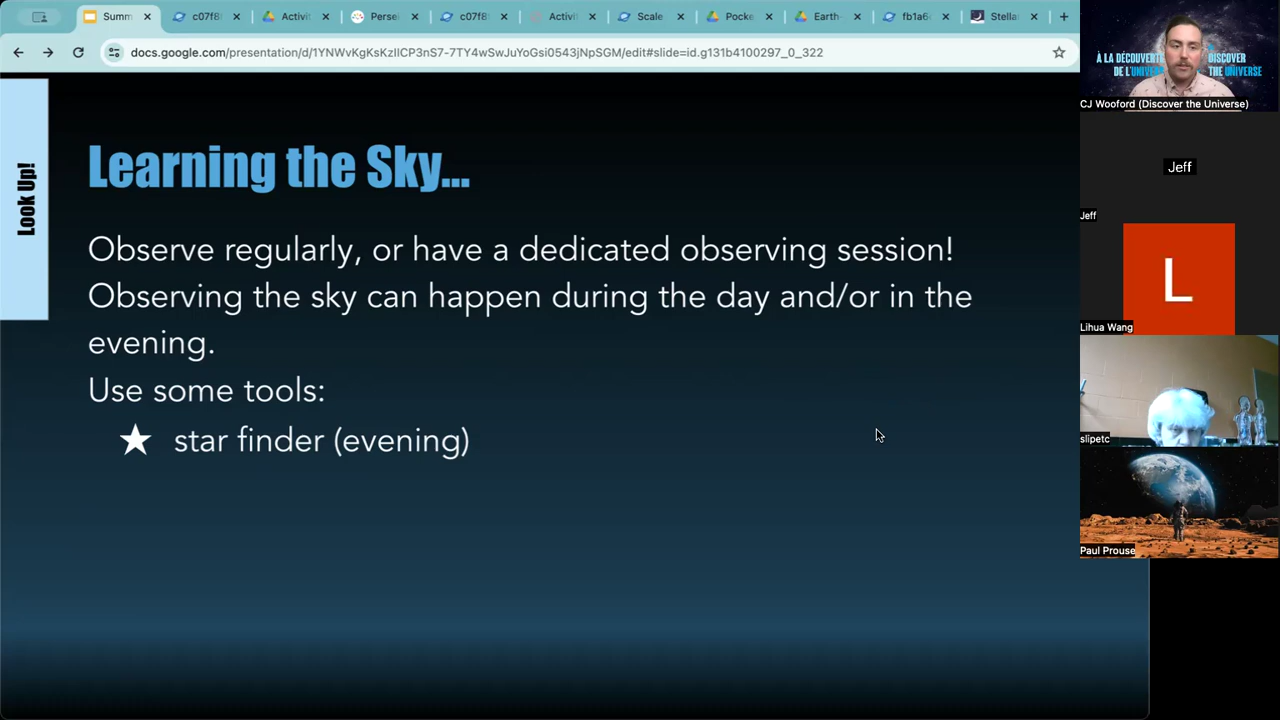 Summ
c07f8
Activit
Perse
c07f8
Activit
Scale
Pocke
Earth-
fb1a6
Stella
docs.google.com/presentation/d/1YNWvKgKsKzIlCP3nS7-7TY4wSwJuYoGsi0543jNpSGM/edit#slide=id.g131b4100297_0_322
Look Up!
Learning the Sky...
Observe regularly, or have a dedicated observing session!
Observing the sky can happen during the day and/or in the
evening.
Use some tools:
★ star finder (evening)
À LA DÉCOUVERTE
DE L'UNIVERS
DISCOVER
THE UNIVERSE
CJ Wooford (Discover the Universe)
Jeff
Jeff
L
Lihua Wang
slipetc
Paul Prouse